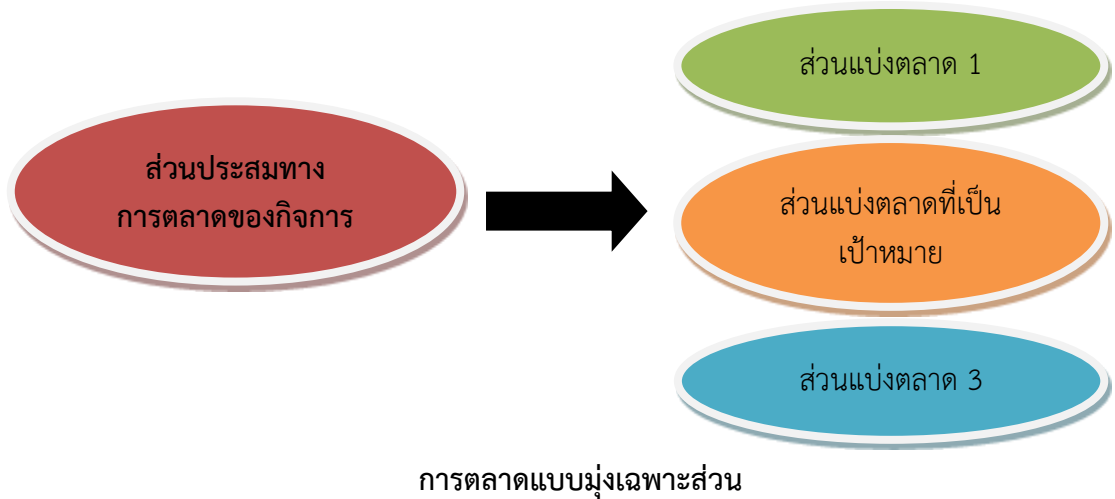 ส่วนประสมทาง
การตลาดของกิจการ
ส่วนแบ่งตลาด 1
ส่วนแบ่งตลาดที่เป็น
เป้าหมาย
ส่วนแบ่งตลาด 3
การตลาดแบบมุ่งเฉพาะส่วน